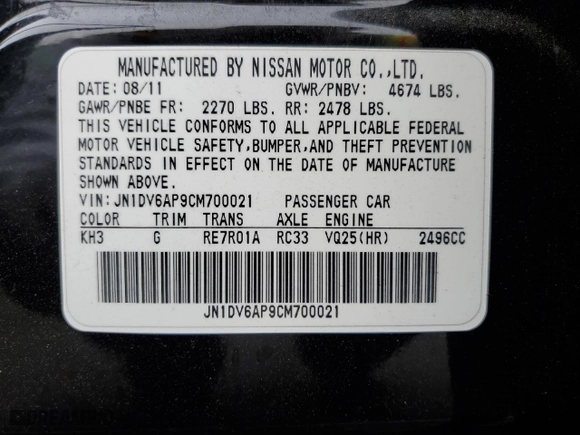 MANUFACTURED BY NISSAN MOTOR CO.,LTD.
DATE: 08/11 GVWR/PNBV: 4674 LBS.
GAWR/PNBE FR: 2270 LBS. RR: 2478 LBS.
THIS VEHICLE CONFORMS TO ALL APPLICABLE FEDERAL
MOTOR VEHICLE SAFETY,BUMPER,AND THEFT PREVENTION
STANDARDS IN EFFECT ON THE DATE OF MANUFACTURE
SHOWN ABOVE.
VIN: JN1DV6AP9CM700021 PASSENGER CAR
COLOR TRIM TRANS AXLE ENGINE
KH3 G RE7R01A RC33 VQ25(HR) 2496CC
JN1DV6AP9CM700021